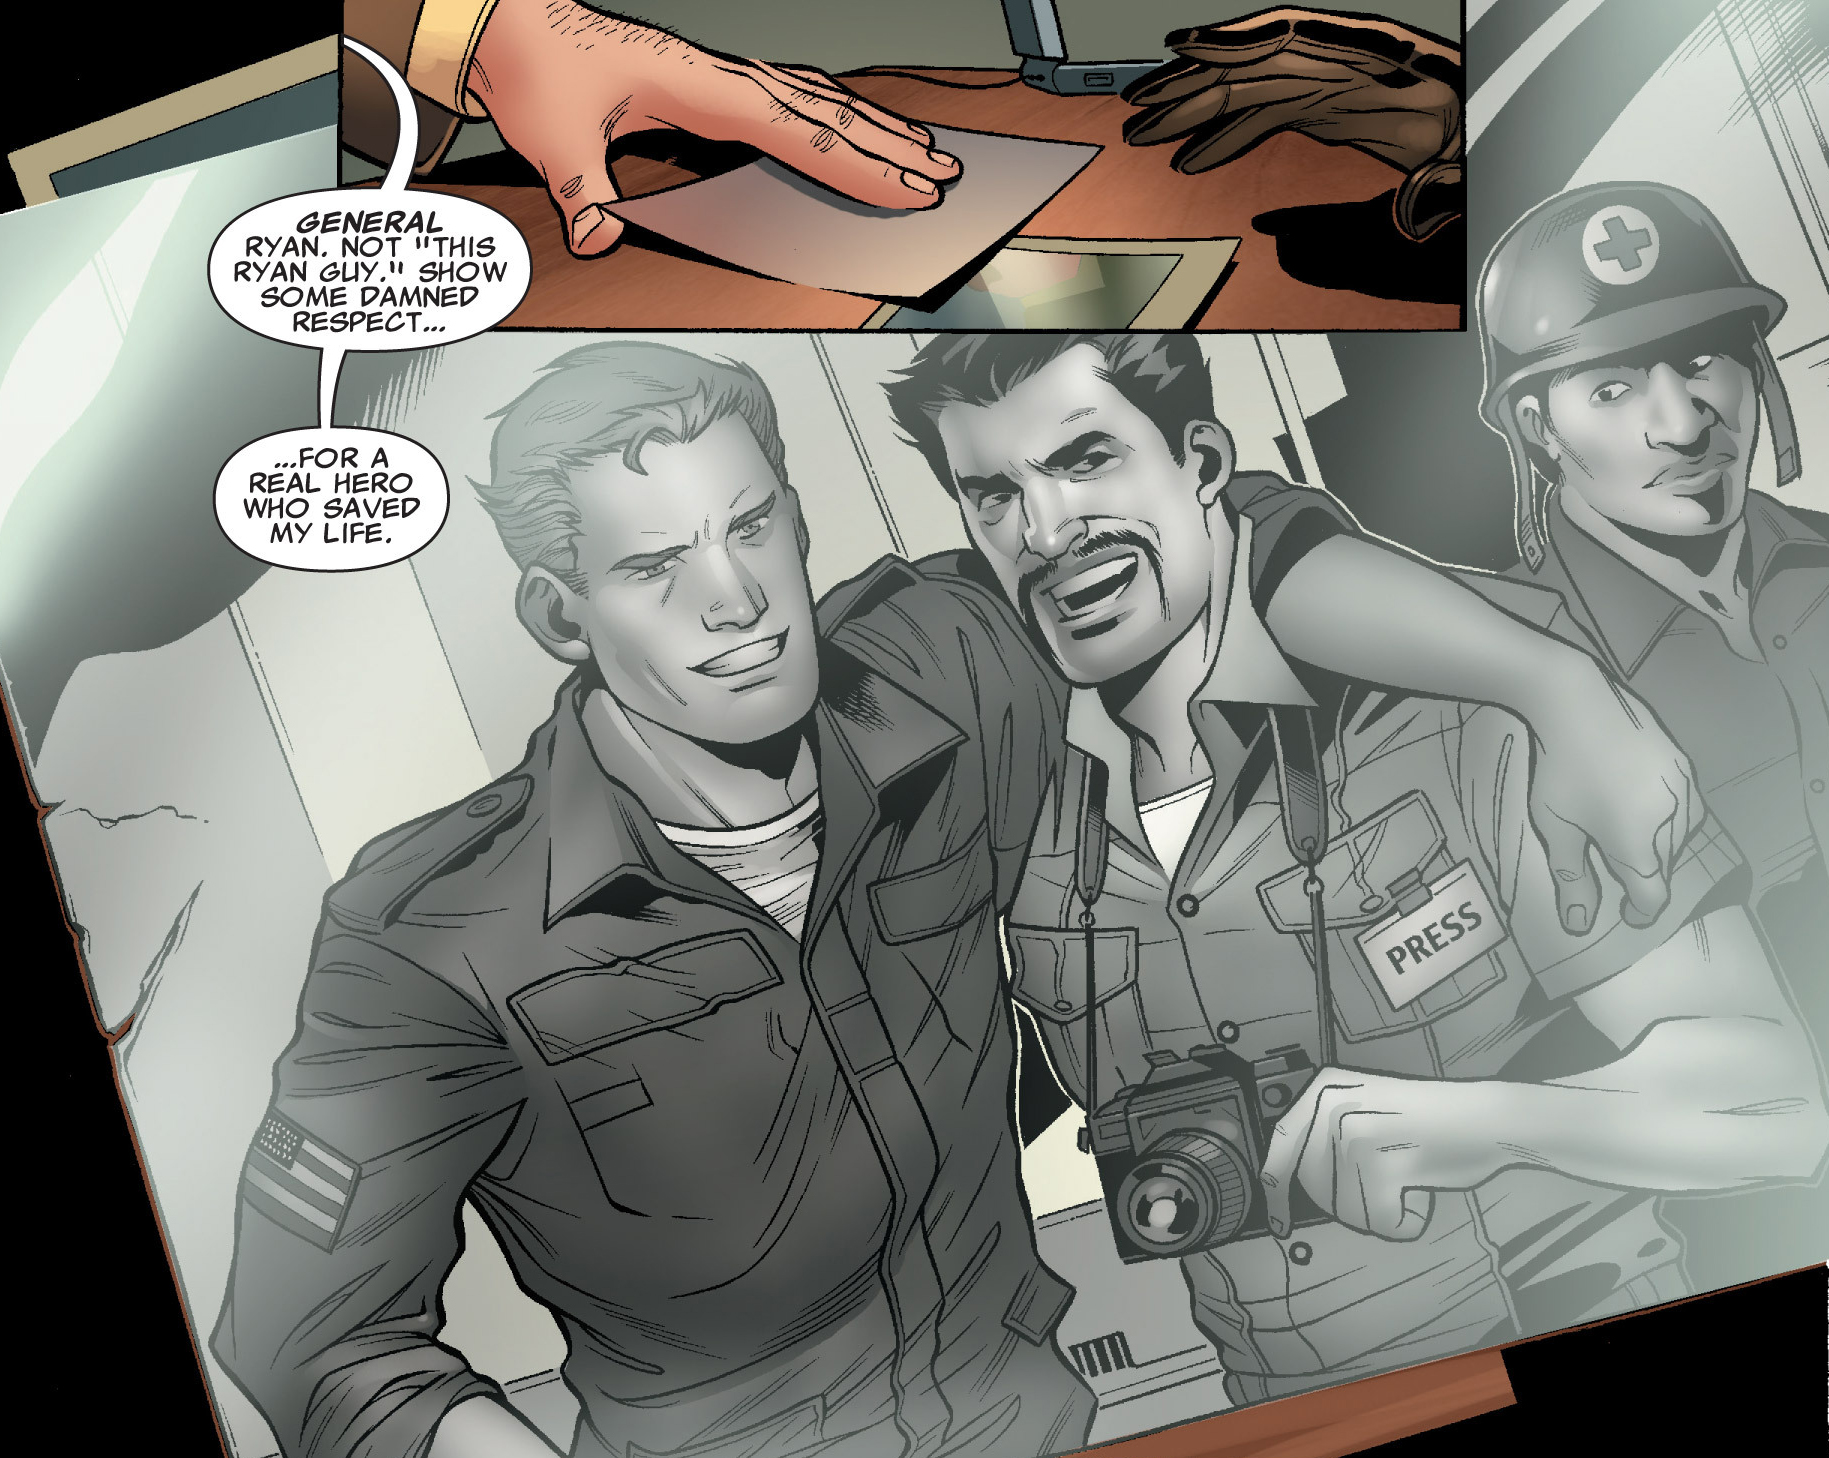 GENERAL
RYAN. NOT "THIS
RYAN GUY." SHOW
SOME DAMNED
RESPECT...
...FOR A
REAL HERO
WHO SAVED
MY LIFE.
PRESS